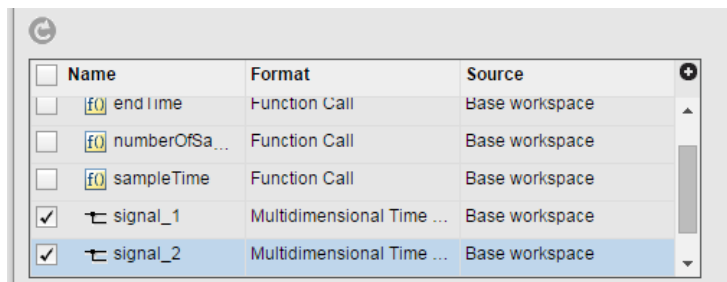 Name Format Source
f() endTime Function Call Base workspace
f() numberOfSa... Function Call Base workspace
f() sampleTime Function Call Base workspace
signal_1 Multidimensional Time ... Base workspace
signal_2 Multidimensional Time ... Base workspace